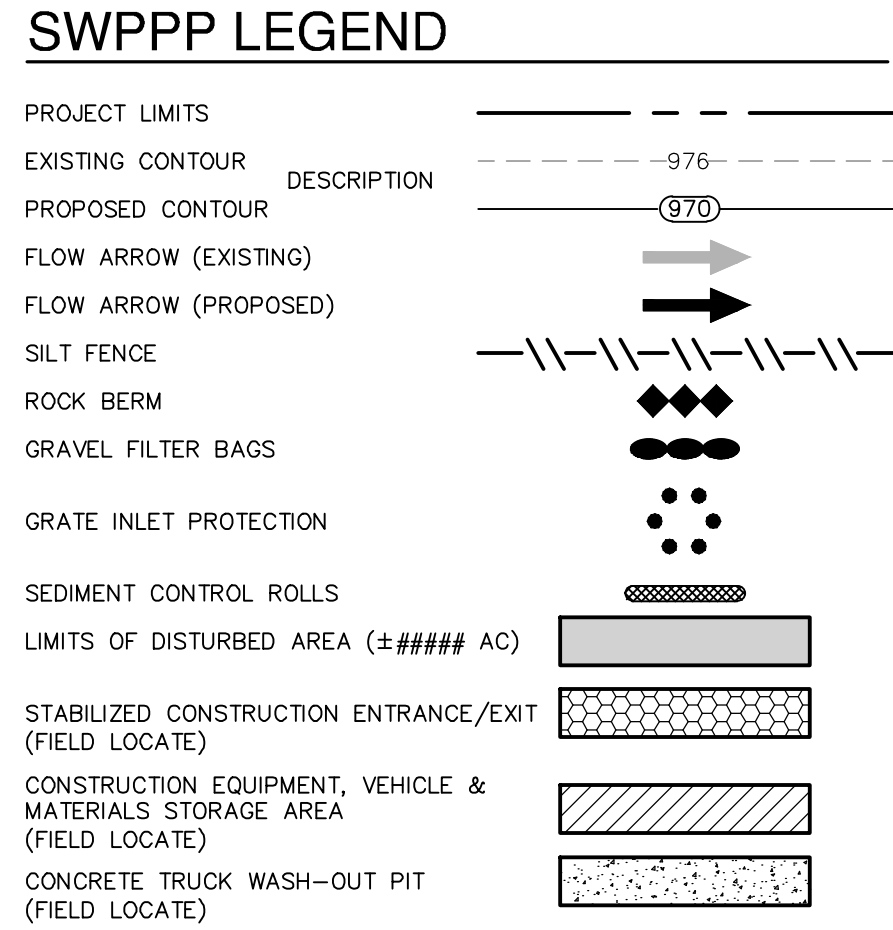 SWPPP LEGEND
PROJECT LIMITS
EXISTING CONTOUR
976
DESCRIPTION
PROPOSED CONTOUR
970
FLOW ARROW (EXISTING)
FLOW ARROW (PROPOSED)
SILT FENCE
ROCK BERM
GRAVEL FILTER BAGS
GRATE INLET PROTECTION
SEDIMENT CONTROL ROLLS
LIMITS OF DISTURBED AREA (±##### AC)
STABILIZED CONSTRUCTION ENTRANCE/EXIT
(FIELD LOCATE)
CONSTRUCTION EQUIPMENT, VEHICLE &
MATERIALS STORAGE AREA
(FIELD LOCATE)
CONCRETE TRUCK WASH-OUT PIT
(FIELD LOCATE)